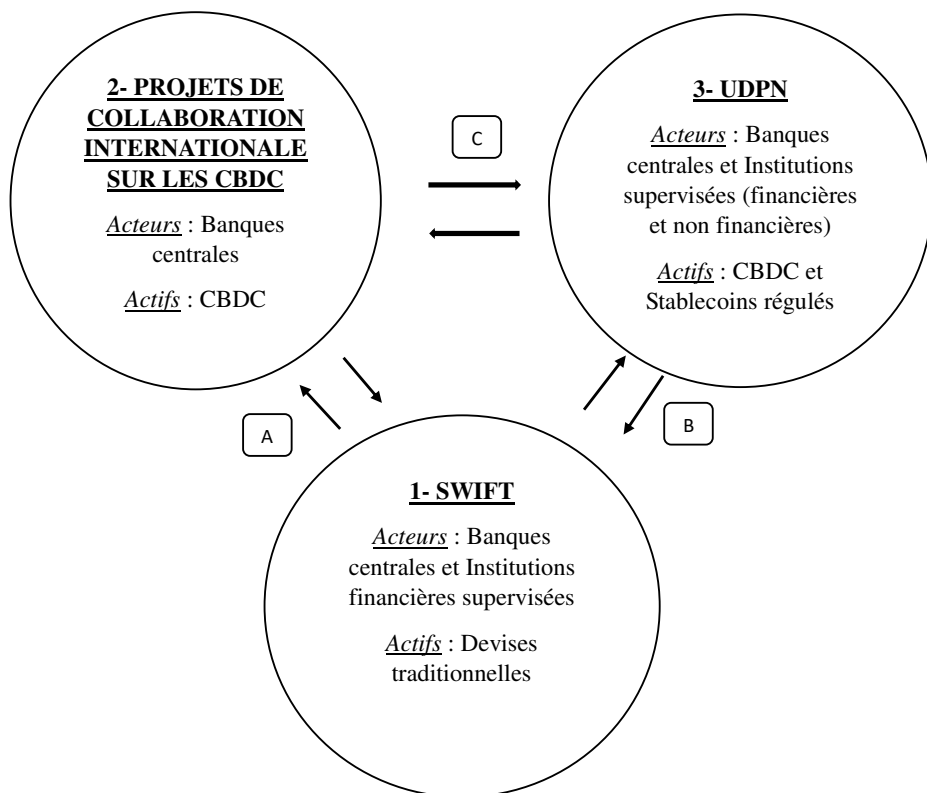 2- PROJETS DE
COLLABORATION
INTERNATIONALE
SUR LES CBDC
Acteurs : Banques
centrales
Actifs : CBDC
C
3- UDPN
Acteurs : Banques
centrales et Institutions
supervisées (financières
et non financières)
Actifs : CBDC et
Stablecoins régulés
A
B
1- SWIFT
Acteurs : Banques
centrales et Institutions
financières supervisées
Actifs : Devises
traditionnelles